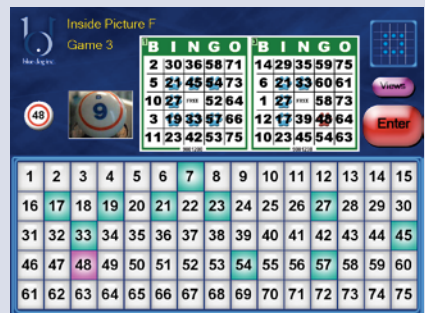 Inside Picture F
Game 3
blue dog inc.
48
9
1
B I N G O
2 30 36 58 71
5 21 45 54 73
10 27 FREE 52 64
3 19 33 57 66
11 23 42 53 75
3
B I N G O
14 29 35 59 75
6 21 33 60 61
1 27 FREE 58 73
12 17 39 48 64
10 23 45 54 63
Views
Enter
1 2 3 4 5 6 7 8 9 10 11 12 13 14 15
16 17 18 19 20 21 22 23 24 25 26 27 28 29 30
31 32 33 34 35 36 37 38 39 40 41 42 43 44 45
46 47 48 49 50 51 52 53 54 55 56 57 58 59 60
61 62 63 64 65 66 67 68 69 70 71 72 73 74 75